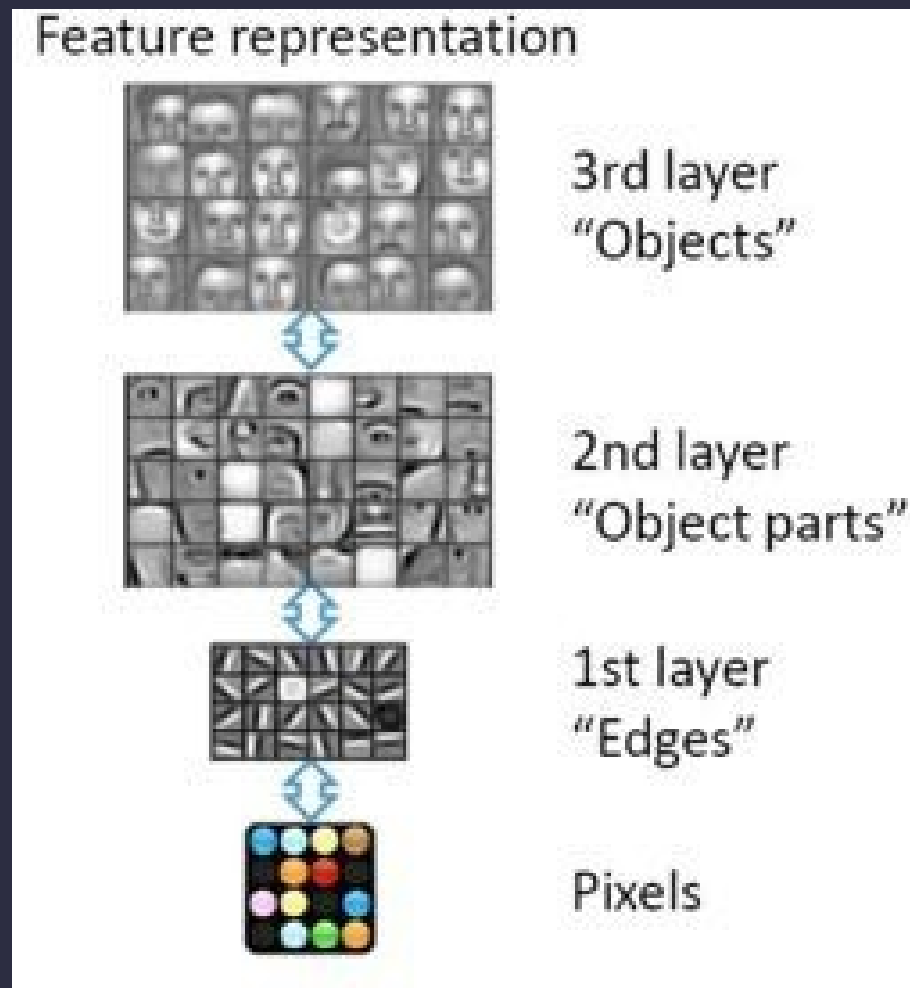 Feature representation
3rd layer
“Objects”
2nd layer
“Object parts”
1st layer
“Edges”
Pixels